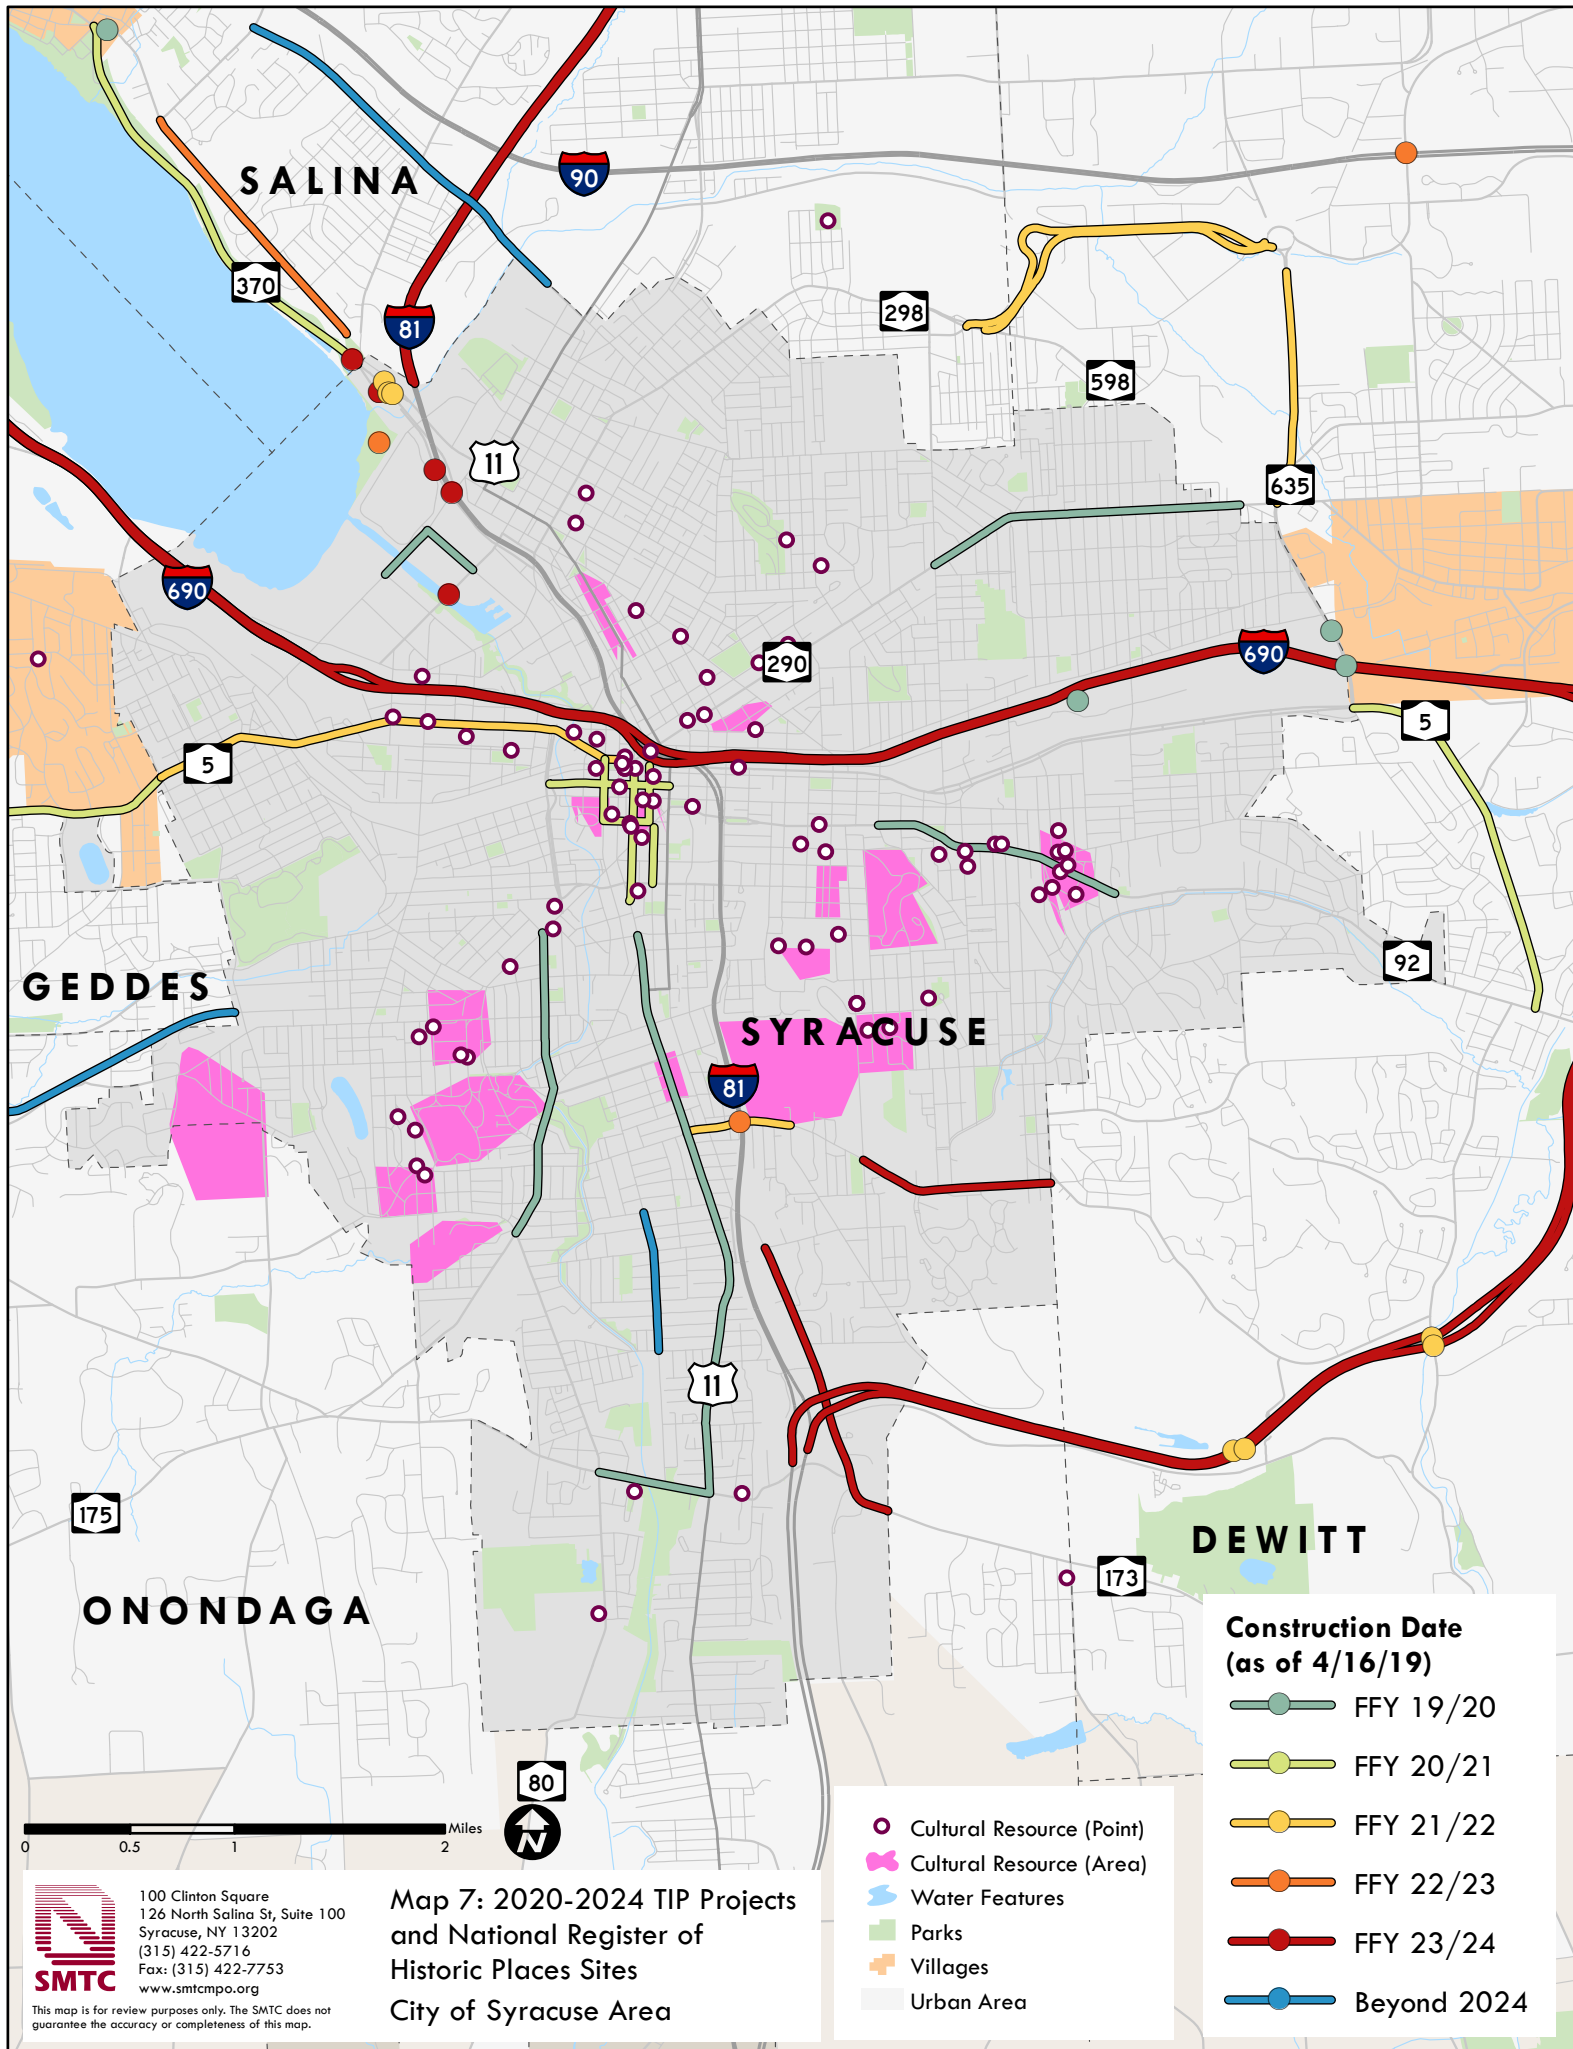 SALINA
90
370
81
298
598
11
635
690
290
690
5
5
92
GEDDES
SYRACUSE
81
11
175
DEWITT
173
ONONDAGA
80
Construction Date
(as of 4/16/19)
FFY 19/20
FFY 20/21
FFY 21/22
FFY 22/23
FFY 23/24
Beyond 2024
Cultural Resource (Point)
Cultural Resource (Area)
Water Features
Parks
Villages
Urban Area
Miles
0 0.5 1 2
N
SMTC
100 Clinton Square
126 North Salina St, Suite 100
Syracuse, NY 13202
(315) 422-5716
Fax: (315) 422-7753
www.smtcmpo.org
This map is for review purposes only. The SMTC does not
guarantee the accuracy or completeness of this map.
Map 7: 2020-2024 TIP Projects
and National Register of
Historic Places Sites
City of Syracuse Area